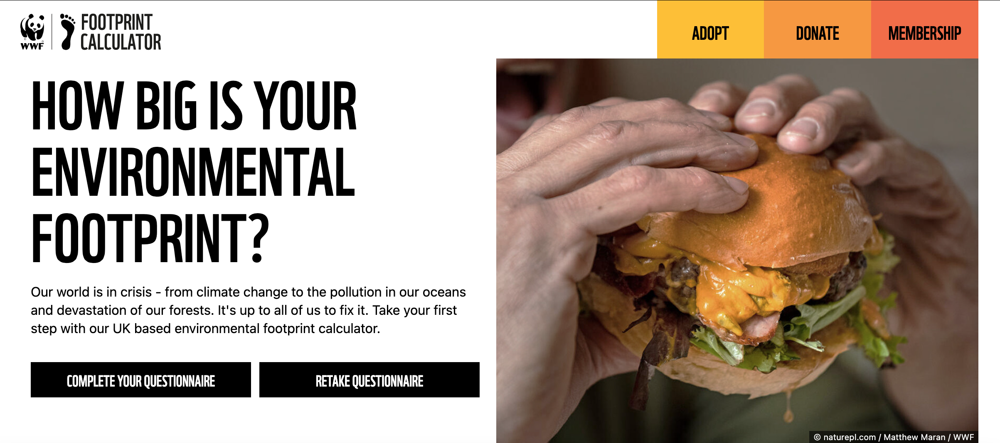 WWF
FOOTPRINT
CALCULATOR
ADOPT
DONATE
MEMBERSHIP
HOW BIG IS YOUR
ENVIRONMENTAL
FOOTPRINT?
Our world is in crisis - from climate change to the pollution in our oceans
and devastation of our forests. It's up to all of us to fix it. Take your first
step with our UK based environmental footprint calculator.
COMPLETE YOUR QUESTIONNAIRE
RETAKE QUESTIONNAIRE
© naturepl.com / Matthew Maran / WWF